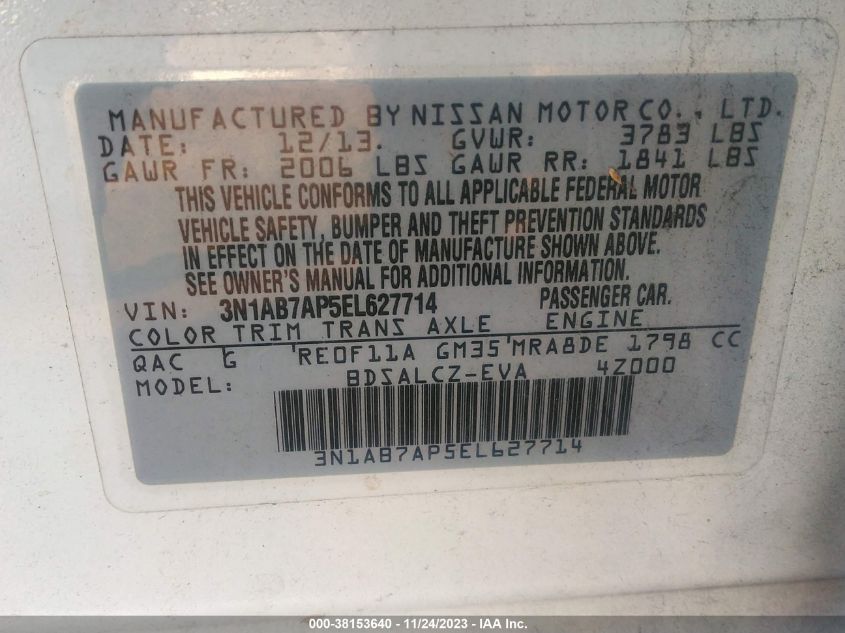 MANUFACTURED BY NISSAN MOTOR CO., LTD.
DATE: 12/13. GVWR: 3783 LBS
GAWR FR: 2006 LBS GAWR RR: 1841 LBS
THIS VEHICLE CONFORMS TO ALL APPLICABLE FEDERAL MOTOR
VEHICLE SAFETY, BUMPER AND THEFT PREVENTION STANDARDS
IN EFFECT ON THE DATE OF MANUFACTURE SHOWN ABOVE.
SEE OWNER'S MANUAL FOR ADDITIONAL INFORMATION.
VIN: 3N1AB7AP5EL627714 PASSENGER CAR.
COLOR TRIM TRANS AXLE ENGINE
QAC G RE0F11A GM35 MRA8DE 1798 CC
MODEL: BDSALCZ-EVA 4Z000
3N1AB7AP5EL627714
000-38153640 - 11/24/2023 - IAA Inc.